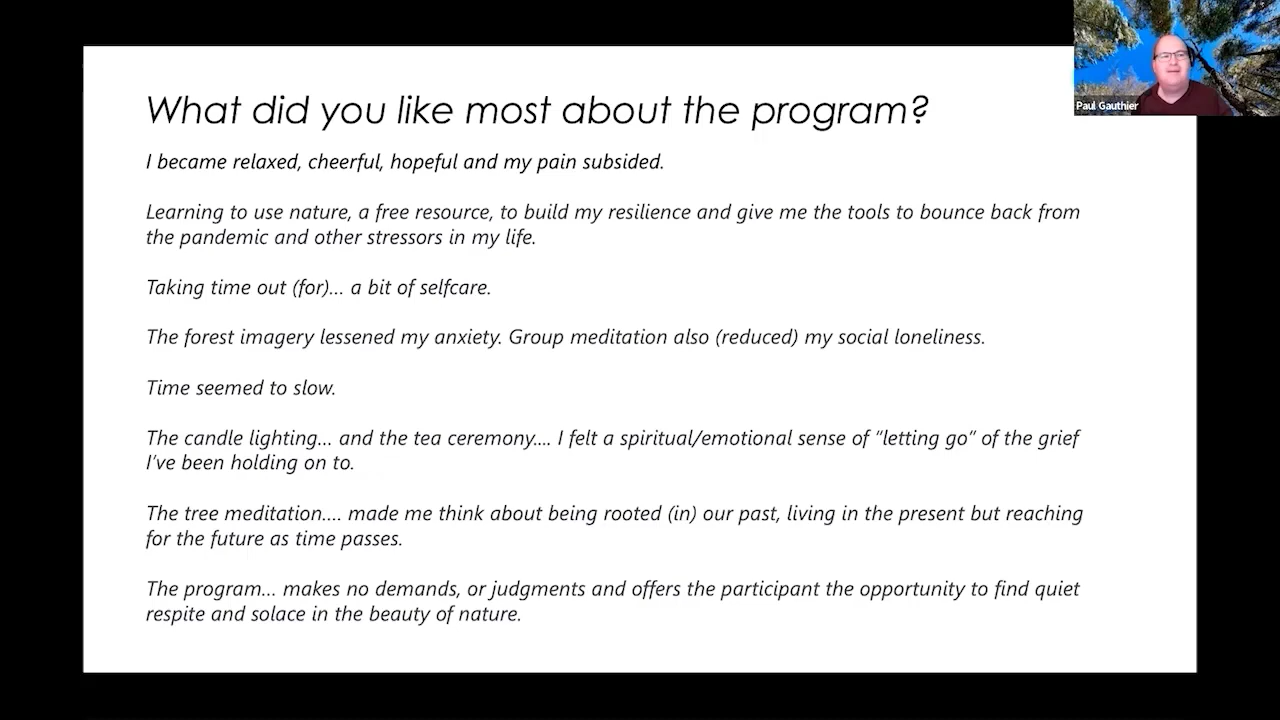 What did you like most about the program?
Paul Gauthier
I became relaxed, cheerful, hopeful and my pain subsided.
Learning to use nature, a free resource, to build my resilience and give me the tools to bounce back from
the pandemic and other stressors in my life.
Taking time out (for)... a bit of selfcare.
The forest imagery lessened my anxiety. Group meditation also (reduced) my social loneliness.
Time seemed to slow.
The candle lighting... and the tea ceremony.... I felt a spiritual/emotional sense of “letting go” of the grief
I’ve been holding on to.
The tree meditation.... made me think about being rooted (in) our past, living in the present but reaching
for the future as time passes.
The program... makes no demands, or judgments and offers the participant the opportunity to find quiet
respite and solace in the beauty of nature.